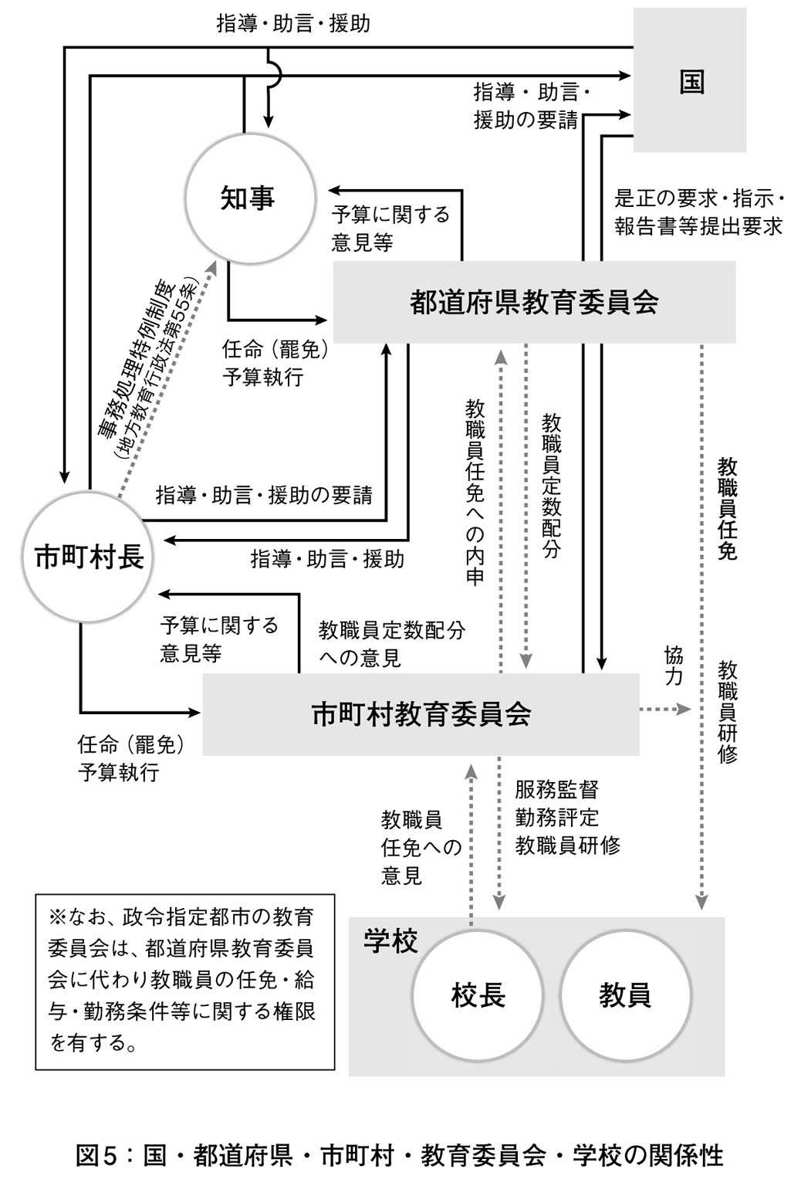 指導・助言・援助
国
指導・助言・
援助の要請
知事
予算に関する
意見等
是正の要求・指示・
報告書等提出要求
都道府県教育委員会
任命（罷免）
予算執行
事務処理特例制度
（地方教育行政法第55条）
教職員任免への内申
教職員定数配分
教職員任免
指導・助言・援助の要請
市町村長
指導・助言・援助
予算に関する
意見等
教職員定数配分
への意見
協力
教職員研修
市町村教育委員会
任命（罷免）
予算執行
教職員
任免への
意見
服務監督
勤務評定
教職員研修
※なお、政令指定都市の教育
委員会は、都道府県教育委員
会に代わり教職員の任免・給
与・勤務条件等に関する権限
を有する。
学校
校長
教員
図5：国・都道府県・市町村・教育委員会・学校の関係性